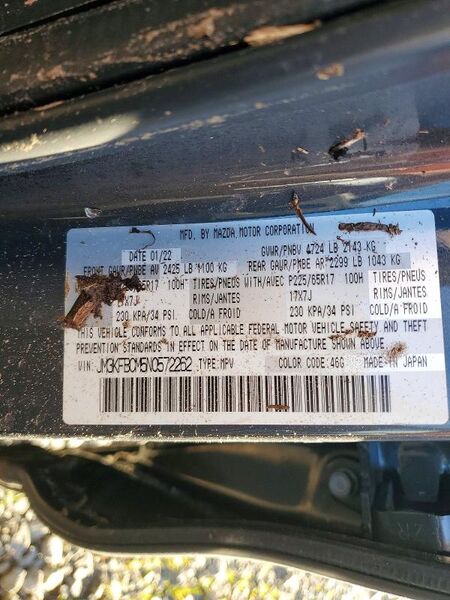 MFD. BY MAZDA MOTOR CORPORATION
DATE 01/22 GVWR/PNBV 4724 LB 2143 KG
FRONT GAWR/PNBE AV 2425 LB 1100 KG REAR GAWR/PNBE AR 2299 LB 1043 KG
65R17 100H TIRES/PNEUS WITH/AVEC P225/65R17 100H TIRES/PNEUS
17X7J RIMS/JANTES 17X7J RIMS/JANTES
230 KPA/34 PSI COLD/A FROID 230 KPA/34 PSI COLD/A FROID
THIS VEHICLE CONFORMS TO ALL APPLICABLE FEDERAL MOTOR VEHICLE SAFETY AND THEFT
PREVENTION STANDARDS IN EFFECT ON THE DATE OF MANUFACTURE SHOWN ABOVE.
VIN: JM3KFBCM5N0572262 TYPE: MPV COLOR CODE: 46G MADE IN JAPAN